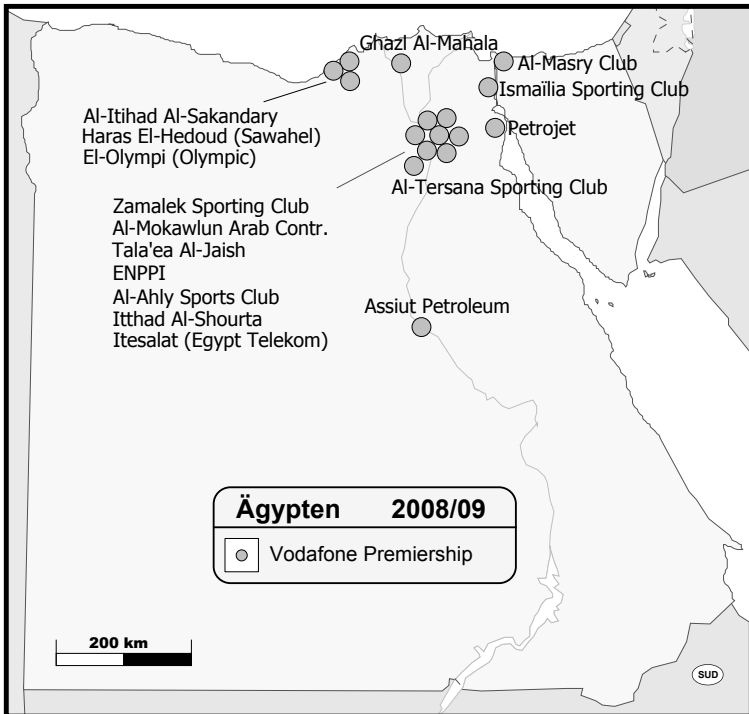 Ghazl Al-Mahala
Al-Masry Club
Ismaïlia Sporting Club
Al-Itihad Al-Sakandary
Haras El-Hedoud (Sawahel)
El-Olympi (Olympic)
Petrojet
Al-Tersana Sporting Club
Zamalek Sporting Club
Al-Mokawlun Arab Contr.
Tala'ea Al-Jaish
ENPPI
Al-Ahly Sports Club
Itthad Al-Shourta
Itesalat (Egypt Telekom)
Assiut Petroleum
Ägypten 2008/09
Vodafone Premiership
200 km
SUD